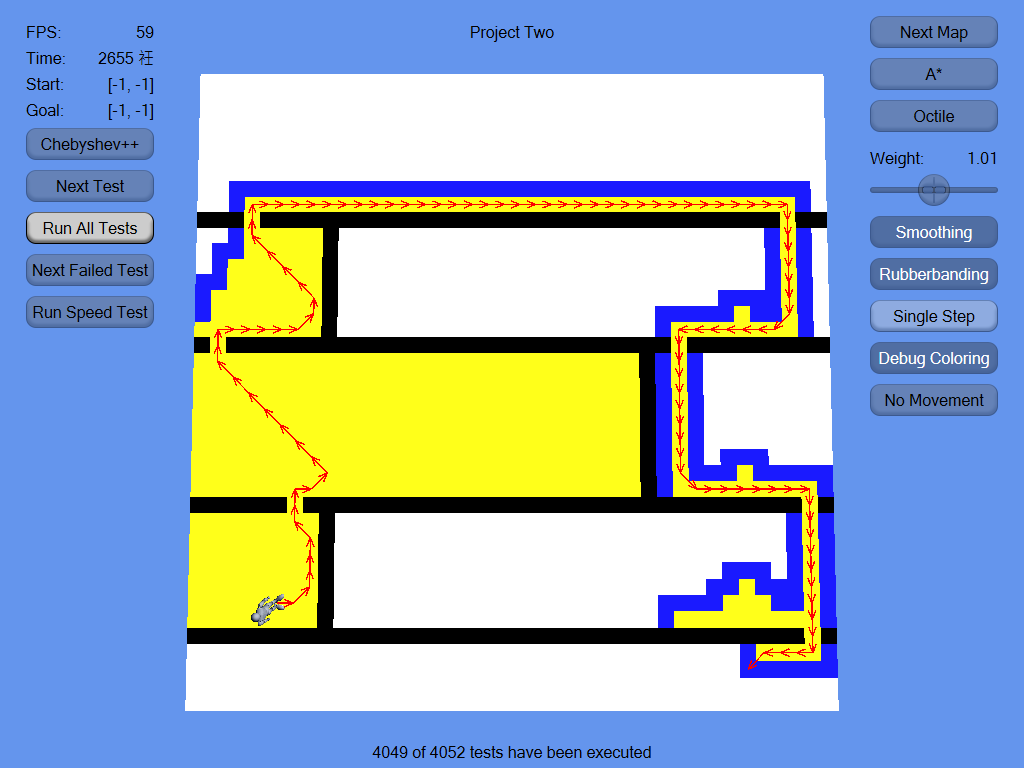 FPS: 59
Time: 2655 祍
Start: [-1, -1]
Goal: [-1, -1]
Chebyshev++
Next Test
Run All Tests
Next Failed Test
Run Speed Test
Project Two
Next Map
A*
Octile
Weight: 1.01
Smoothing
Rubberbanding
Single Step
Debug Coloring
No Movement
4049 of 4052 tests have been executed